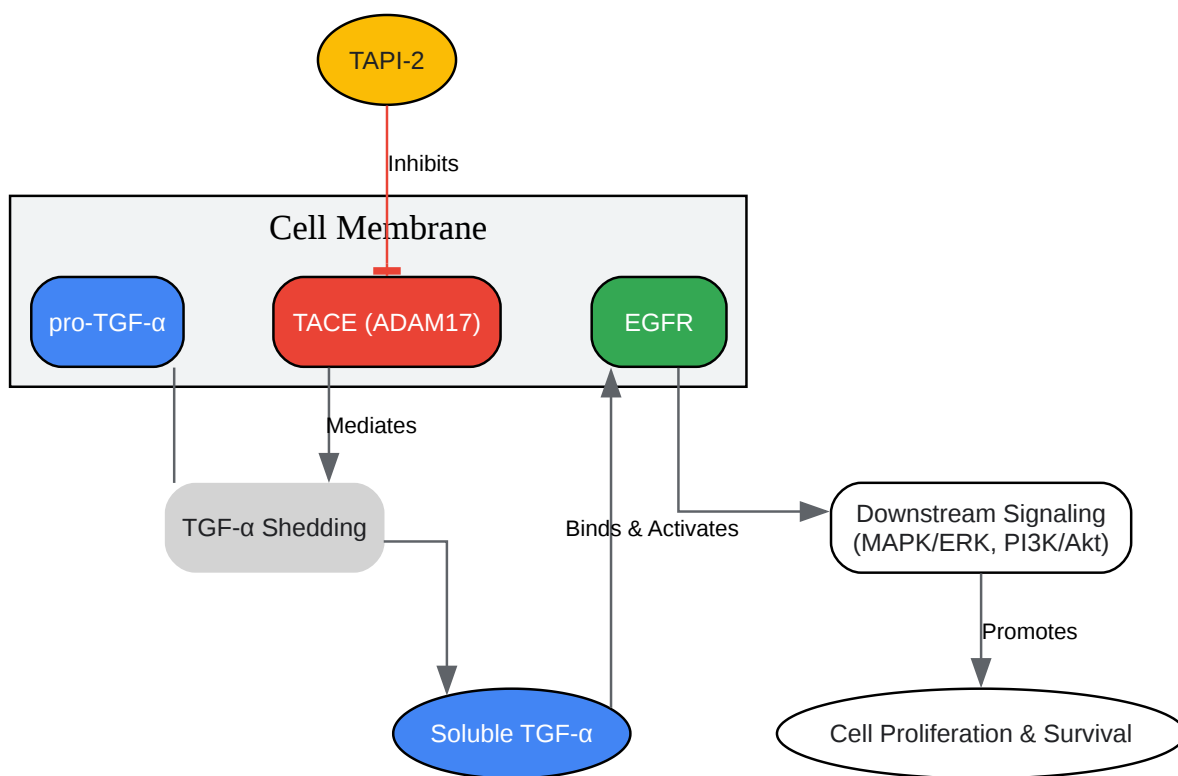 TAPI-2
Inhibits
Cell Membrane
pro-TGF-α
TACE (ADAM17)
EGFR
Mediates
TGF-α Shedding
Binds & Activates
Downstream Signaling
(MAPK/ERK, PI3K/Akt)
Promotes
Soluble TGF-α
Cell Proliferation & Survival